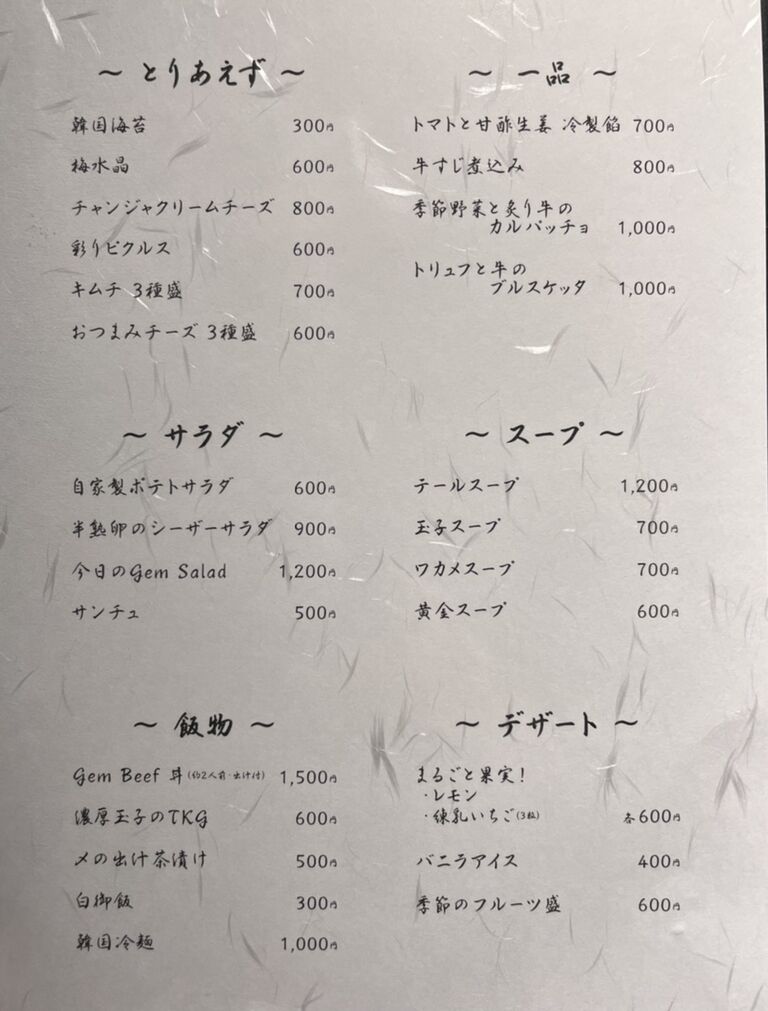 ～ とりあえず ～
韓国海苔 300円
梅水晶 600円
チャンジャクリームチーズ 800円
彩りピクルス 600円
キムチ 3種盛 700円
おつまみチーズ 3種盛 600円
～ 一品 ～
トマトと甘酢生姜 冷製餡 700円
牛すじ煮込み 800円
季節野菜と炙り牛の
カルパッチョ 1,000円
トリュフと牛の
ブルスケッタ 1,000円
～ サラダ ～
自家製ポテトサラダ 600円
半熟卵のシーザーサラダ 900円
今日のGem Salad 1,200円
サンチュ 500円
～ スープ ～
テールスープ 1,200円
玉子スープ 700円
ワカメスープ 700円
黄金スープ 600円
～ 飯物 ～
Gem Beef 丼(約2人前・出汁付) 1,500円
濃厚玉子のTKG 600円
〆の出汁茶漬け 500円
白御飯 300円
韓国冷麺 1,000円
～ デザート ～
まるごと果実!
・レモン
・練乳いちご(3粒) 各600円
バニラアイス 400円
季節のフルーツ盛 600円